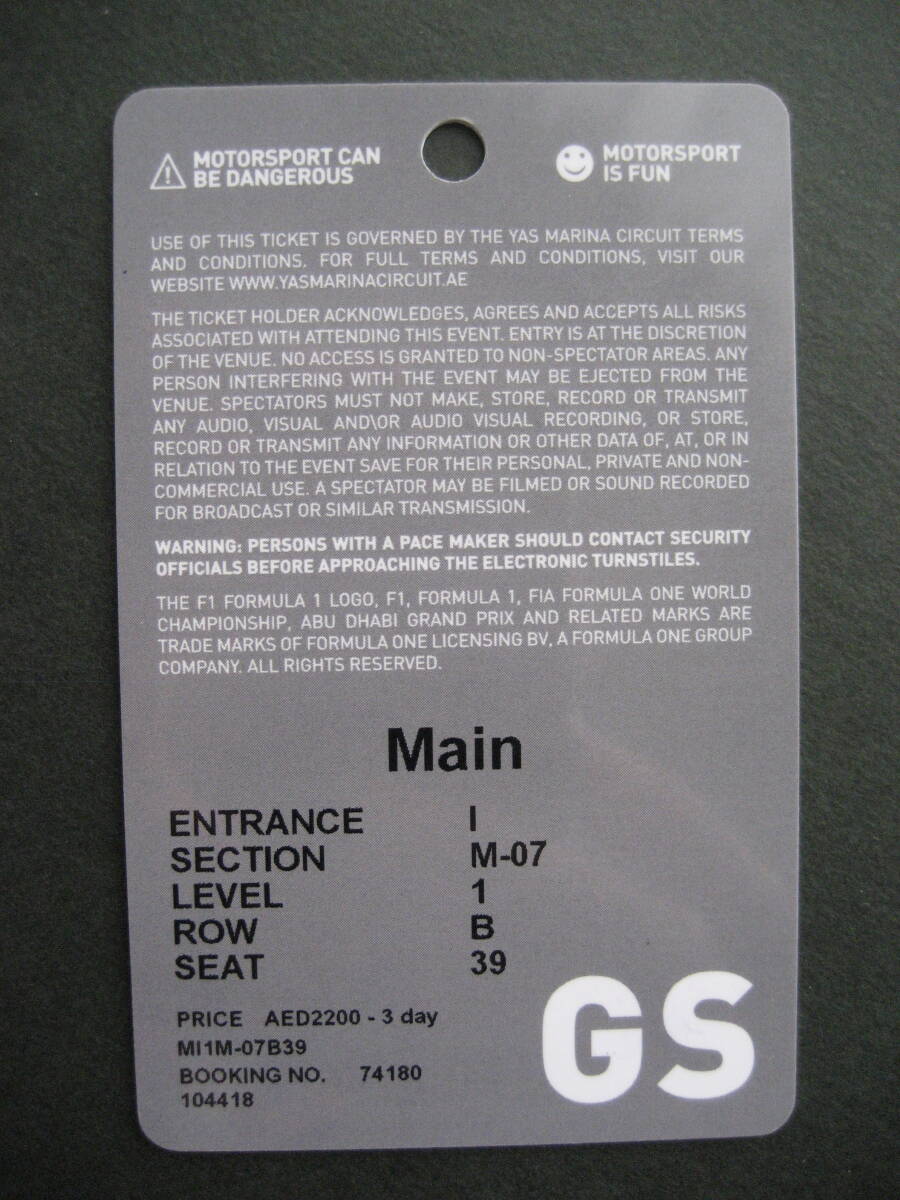 MOTORSPORT CAN
BE DANGEROUS
MOTORSPORT
IS FUN
USE OF THIS TICKET IS GOVERNED BY THE YAS MARINA CIRCUIT TERMS
AND CONDITIONS. FOR FULL TERMS AND CONDITIONS, VISIT OUR
WEBSITE WWW.YASMARINACIRCUIT.AE
THE TICKET HOLDER ACKNOWLEDGES, AGREES AND ACCEPTS ALL RISKS
ASSOCIATED WITH ATTENDING THIS EVENT. ENTRY IS AT THE DISCRETION
OF THE VENUE. NO ACCESS IS GRANTED TO NON-SPECTATOR AREAS. ANY
PERSON INTERFERING WITH THE EVENT MAY BE EJECTED FROM THE
VENUE. SPECTATORS MUST NOT MAKE, STORE, RECORD OR TRANSMIT
ANY AUDIO, VISUAL AND\OR AUDIO VISUAL RECORDING, OR STORE,
RECORD OR TRANSMIT ANY INFORMATION OR OTHER DATA OF, AT, OR IN
RELATION TO THE EVENT SAVE FOR THEIR PERSONAL, PRIVATE AND NON-
COMMERCIAL USE. A SPECTATOR MAY BE FILMED OR SOUND RECORDED
FOR BROADCAST OR SIMILAR TRANSMISSION.
WARNING: PERSONS WITH A PACE MAKER SHOULD CONTACT SECURITY
OFFICIALS BEFORE APPROACHING THE ELECTRONIC TURNSTILES.
THE F1 FORMULA 1 LOGO, F1, FORMULA 1, FIA FORMULA ONE WORLD
CHAMPIONSHIP, ABU DHABI GRAND PRIX AND RELATED MARKS ARE
TRADE MARKS OF FORMULA ONE LICENSING BV, A FORMULA ONE GROUP
COMPANY. ALL RIGHTS RESERVED.
Main
ENTRANCE I
SECTION M-07
LEVEL 1
ROW B
SEAT 39
PRICE AED2200 - 3 day
MI1M-07B39
BOOKING NO. 74180
104418
GS